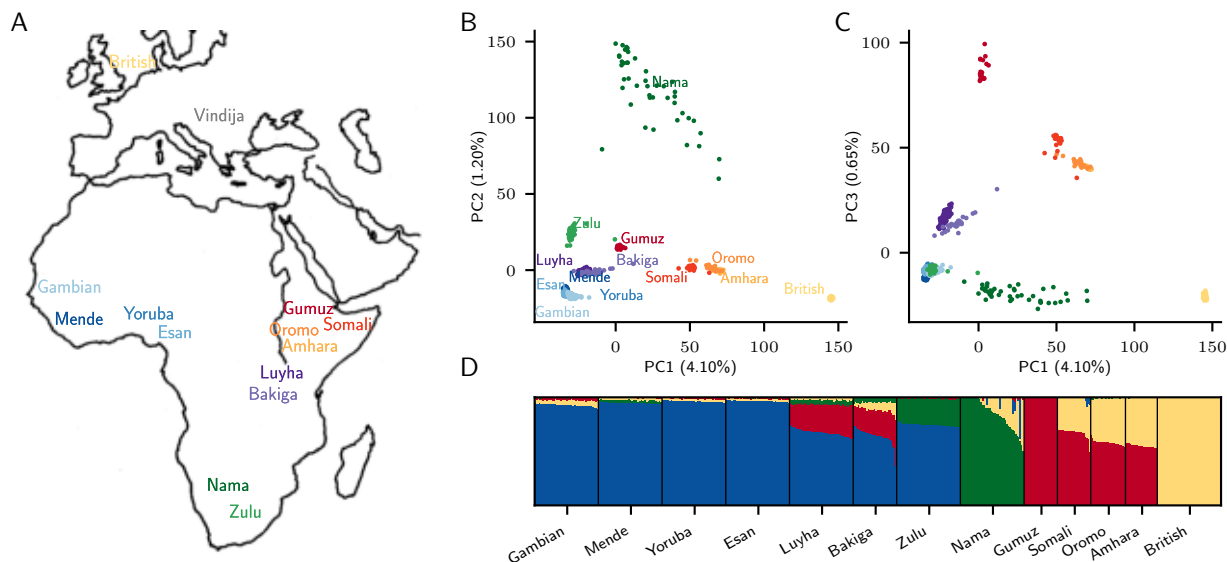 A
British
Vindija
Gambian
Mende
Yoruba
Esan
Gumuz
Somali
Oromo
Amhara
Luyha
Bakiga
Nama
Zulu
B
PC2 (1.20%)
150
100
50
0
Nama
Zulu
Gumuz
Luyha
Bakiga
Oromo
Mende
Somali
Amhara
Esan
Yoruba
British
Gambian
0
50
100
150
PC1 (4.10%)
C
PC3 (0.65%)
100
50
0
0
50
100
150
PC1 (4.10%)
D
Gambian
Mende
Yoruba
Esan
Luyha
Bakiga
Zulu
Nama
Gumuz
Somali
Oromo
Amhara
British